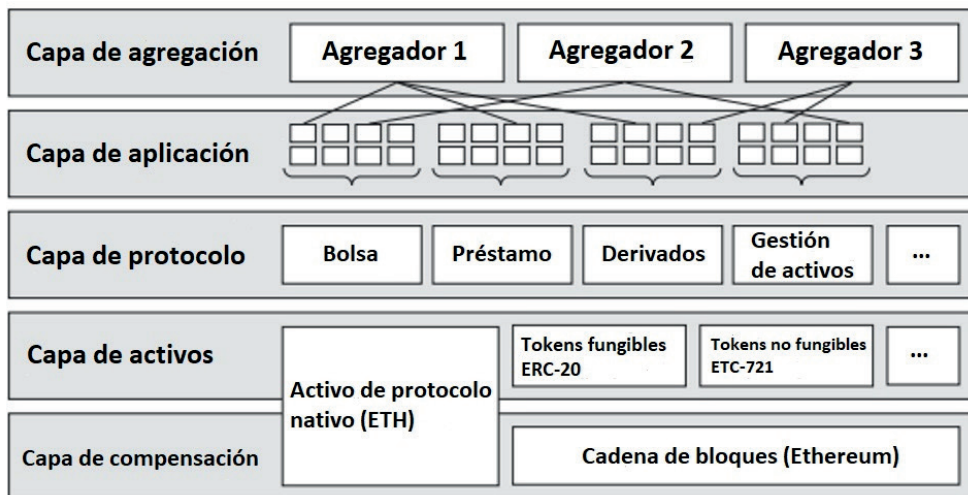 Capa de agregación
Agregador 1
Agregador 2
Agregador 3
Capa de aplicación
Capa de protocolo
Bolsa
Préstamo
Derivados
Gestión
de activos
...
Capa de activos
Activo de protocolo
nativo (ETH)
Tokens fungibles
ERC-20
Tokens no fungibles
ETC-721
...
Capa de compensación
Cadena de bloques (Ethereum)